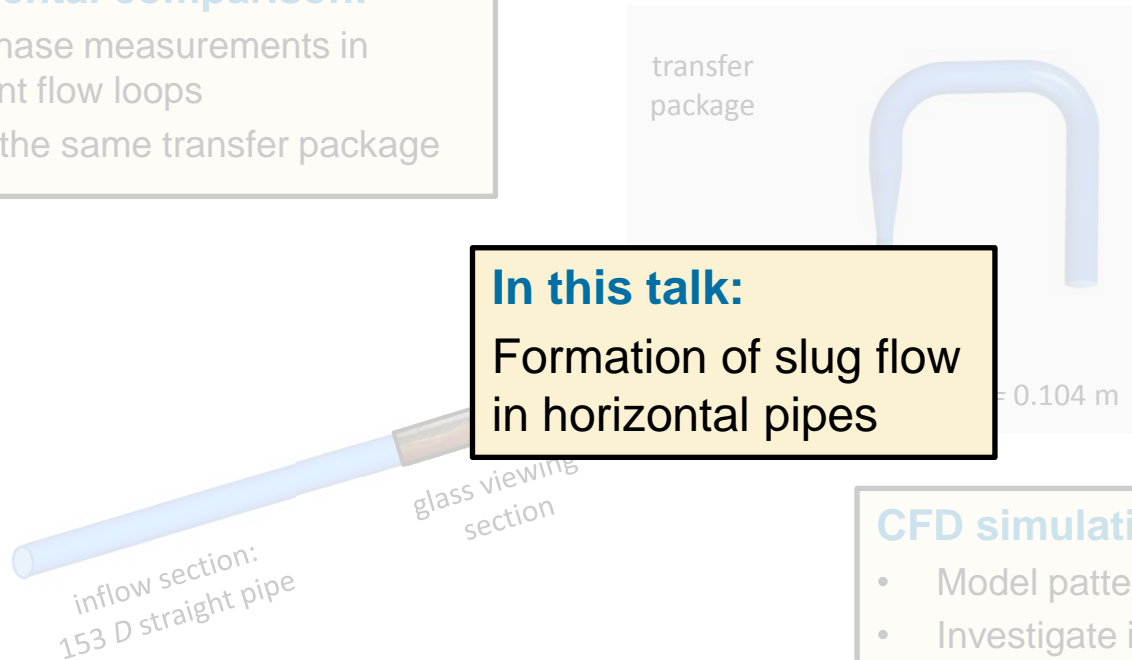 hase measurements in
nt flow loops
the same transfer package
transfer
package
In this talk:
Formation of slug flow
in horizontal pipes
= 0.104 m
glass viewing
section
inflow section:
153 D straight pipe
CFD simulati
• Model patte
• Investigate i